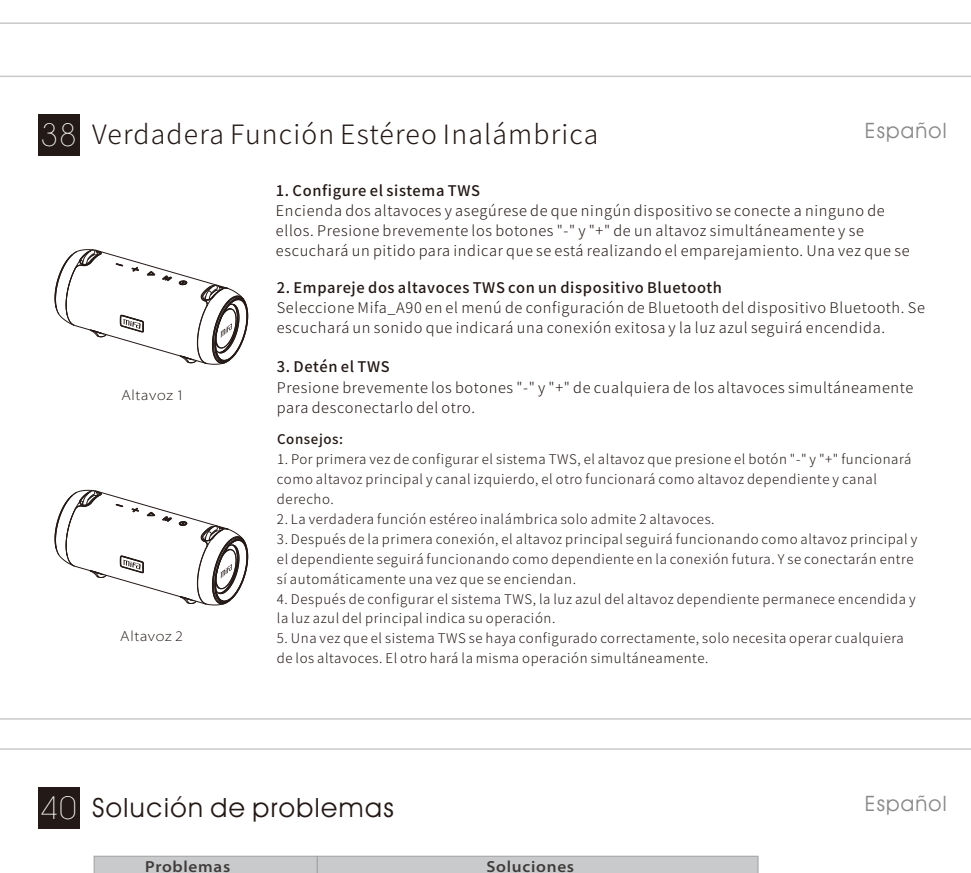 38 Verdadera Función Estéreo Inalámbrica
Español
1. Configure el sistema TWS
Encienda dos altavoces y asegúrese de que ningún dispositivo se conecte a ninguno de
ellos. Presione brevemente los botones "-" y "+" de un altavoz simultáneamente y se
escuchará un pitido para indicar que se está realizando el emparejamiento. Una vez que se
2. Empareje dos altavoces TWS con un dispositivo Bluetooth
Seleccione Mifa_A90 en el menú de configuración de Bluetooth del dispositivo Bluetooth. Se
escuchará un sonido que indicará una conexión exitosa y la luz azul seguirá encendida.
3. Detén el TWS
Presione brevemente los botones "-" y "+" de cualquiera de los altavoces simultáneamente
para desconectarlo del otro.
Consejos:
1. Por primera vez de configurar el sistema TWS, el altavoz que presione el botón "-" y "+" funcionará
como altavoz principal y canal izquierdo, el otro funcionará como altavoz dependiente y canal
derecho.
2. La verdadera función estéreo inalámbrica solo admite 2 altavoces.
3. Después de la primera conexión, el altavoz principal seguirá funcionando como altavoz principal y
el dependiente seguirá funcionando como dependiente en la conexión futura. Y se conectarán entre
sí automáticamente una vez que se enciendan.
4. Después de configurar el sistema TWS, la luz azul del altavoz dependiente permanece encendida y
la luz azul del principal indica su operación.
5. Una vez que el sistema TWS se haya configurado correctamente, solo necesita operar cualquiera
de los altavoces. El otro hará la misma operación simultáneamente.
mifa
mifa
Altavoz 1
mifa
mifa
Altavoz 2
40 Solución de problemas
Español
Problemas
Soluciones